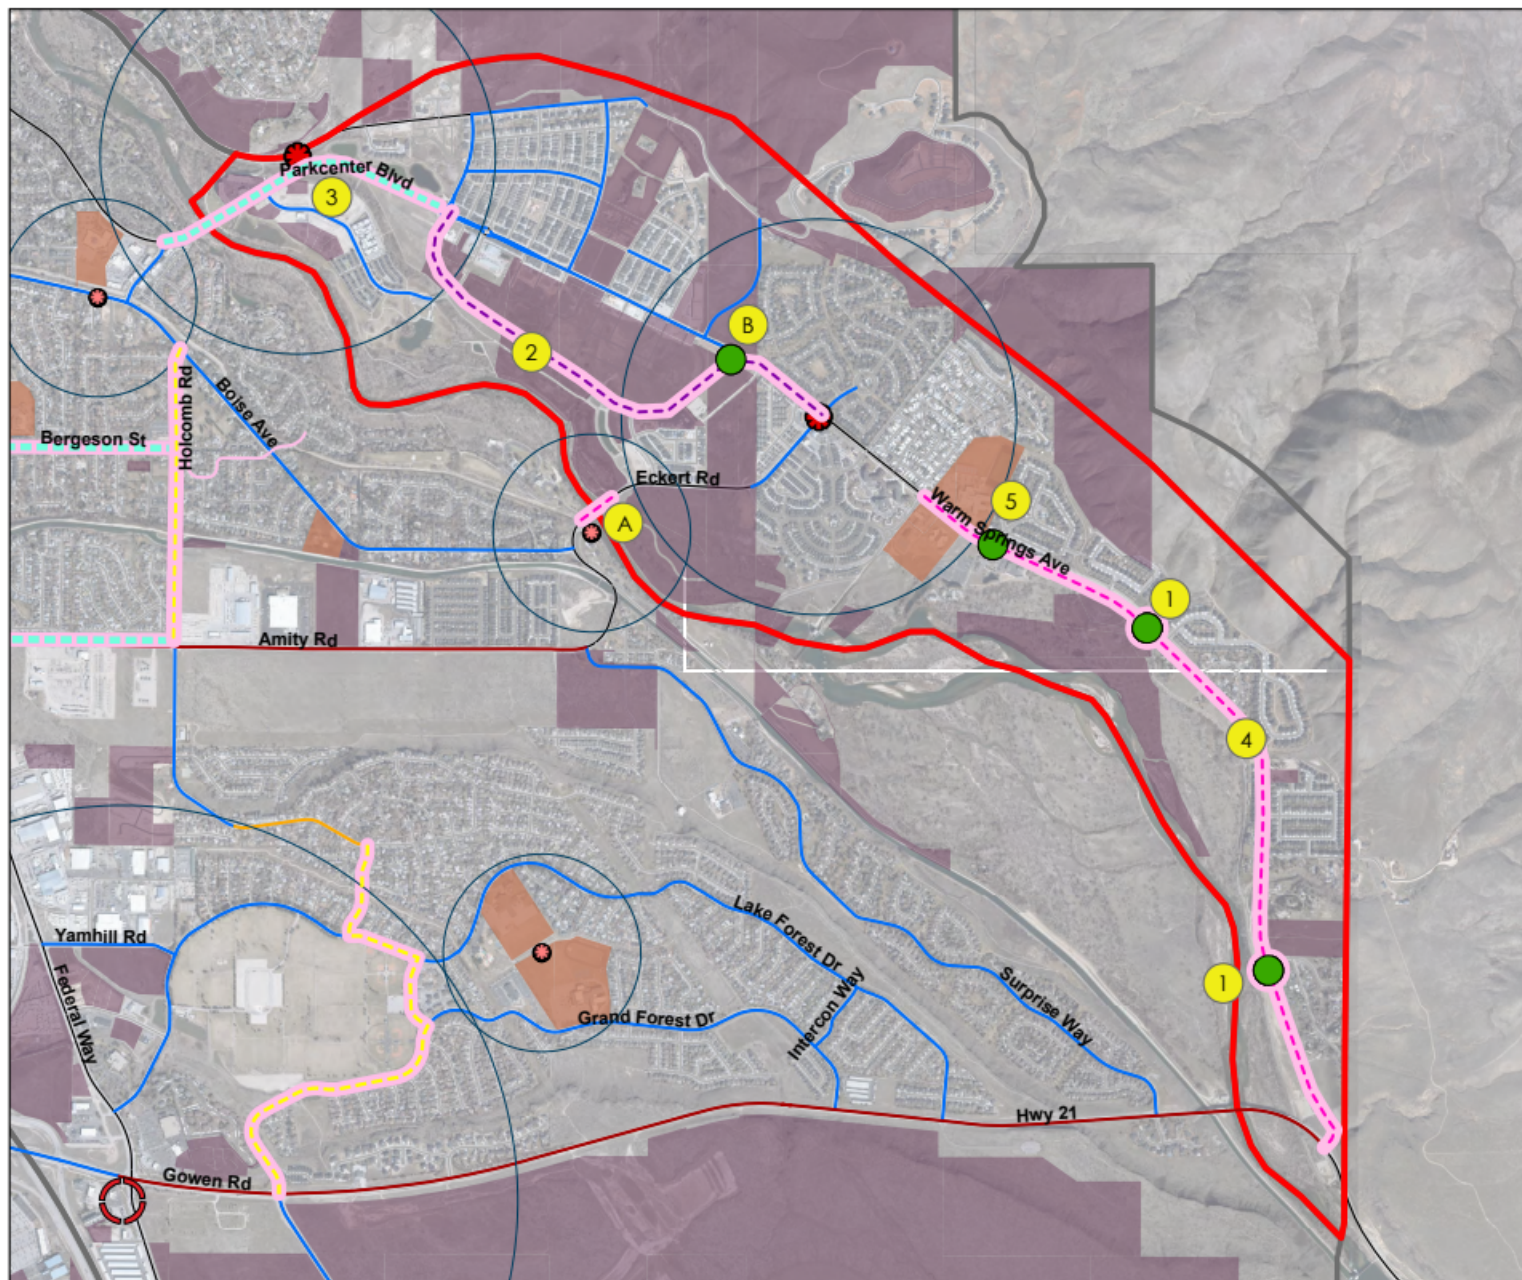 Parkcenter Blvd
3
B
2
Holcomb Rd
Boise Ave
Bergeson St
Eckert Rd
A
5
Warm Springs Ave
1
Amity Rd
4
Lake Forest Dr
Yamhill Rd
Federal Way
1
Surprise Way
Intercon Way
Grand Forest Dr
Hwy 21
Gowen Rd